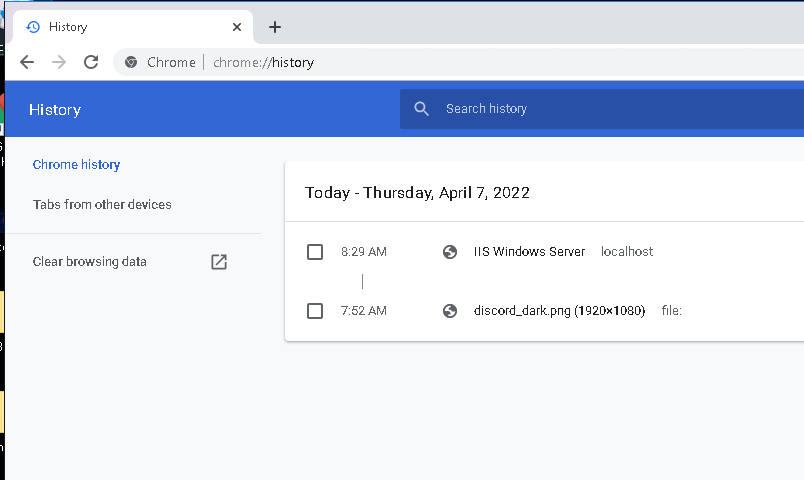 History
Chrome chrome://history
History
Search history
Chrome history
Tabs from other devices
Clear browsing data
Today - Thursday, April 7, 2022
8:29 AM IIS Windows Server localhost
7:52 AM discord_dark.png (1920×1080) file: